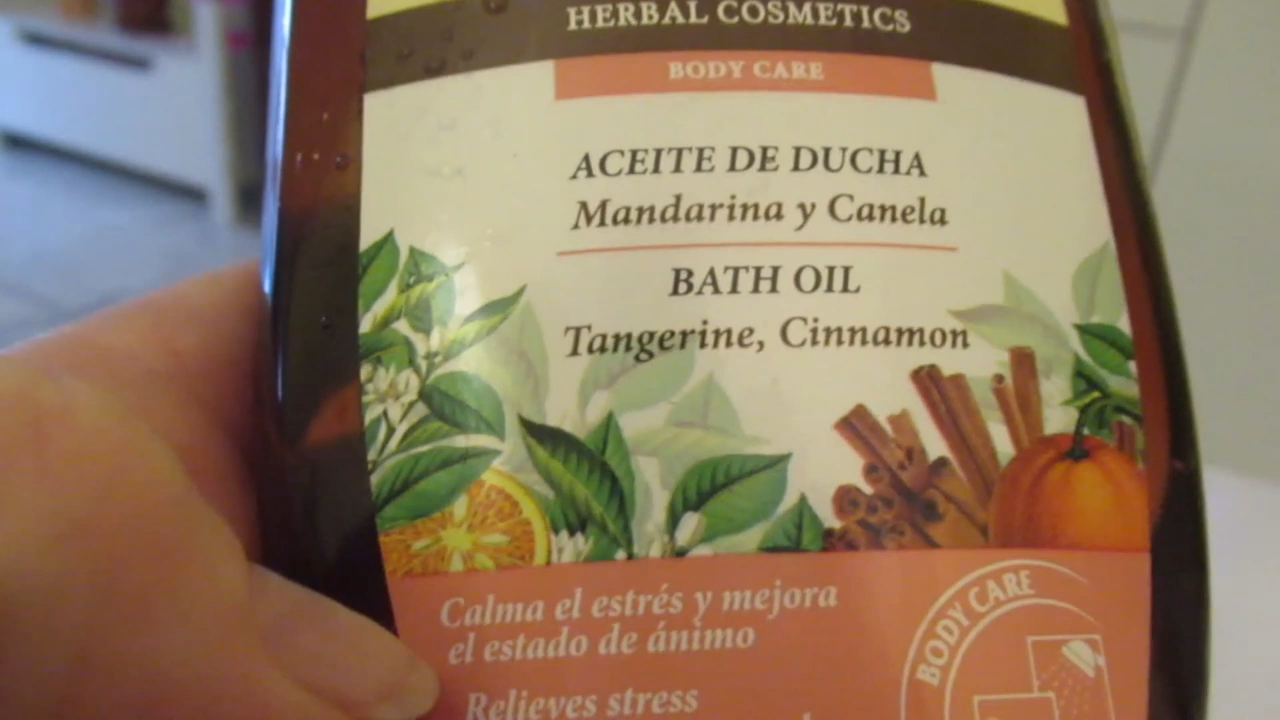 HERBAL COSMETICS
BODY CARE
ACEITE DE DUCHA
Mandarina y Canela
BATH OIL
Tangerine, Cinnamon
Calma el estrés y mejora
el estado de ánimo
BODY CARE
Relieves stress